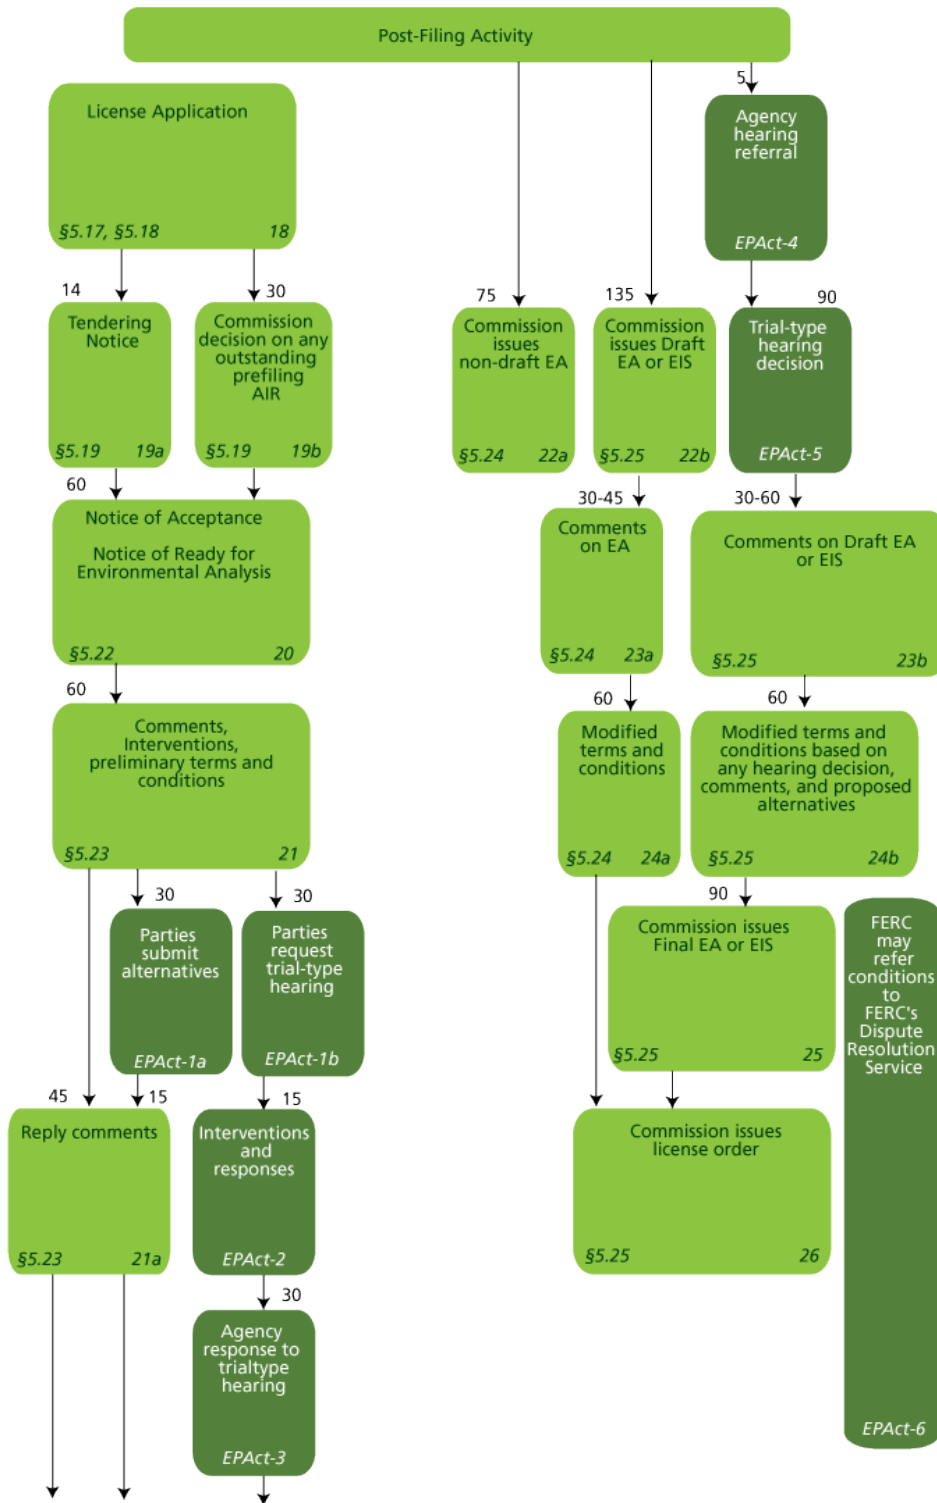 Post-Filing Activity
License Application
§5.17, §5.18
18
14
Tendering
Notice
§5.19
19a
30
Commission
decision on any
outstanding
prefiling
AIR
§5.19
19b
60
Notice of Acceptance
Notice of Ready for
Environmental Analysis
§5.22
20
60
Comments,
Interventions,
preliminary terms and
conditions
§5.23
21
30
Parties
submit
alternatives
EPAct-1a
30
Parties
request
trial-type
hearing
EPAct-1b
45
15
Reply comments
§5.23
21a
15
Interventions
and
responses
EPAct-2
30
Agency
response to
trialtype
hearing
EPAct-3
5
Agency
hearing
referral
EPAct-4
75
Commission
issues
non-draft EA
§5.24
22a
135
Commission
issues Draft
EA or EIS
§5.25
22b
90
Trial-type
hearing
decision
EPAct-5
30-45
Comments
on EA
§5.24
23a
30-60
Comments on Draft EA
or EIS
§5.25
23b
60
Modified
terms and
conditions
§5.24
24a
60
Modified terms and
conditions based on
any hearing decision,
comments, and proposed
alternatives
§5.25
24b
90
Commission issues
Final EA or EIS
§5.25
25
Commission issues
license order
§5.25
26
FERC
may
refer
conditions
to
FERC's
Dispute
Resolution
Service
EPAct-6